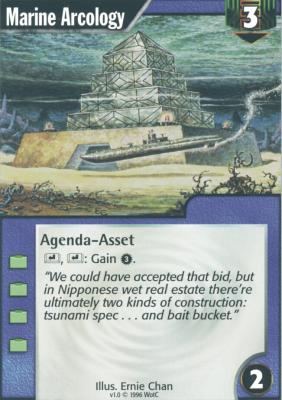 Marine Arcology
3
Agenda-Asset
, : Gain 3.
"We could have accepted that bid, but
in Nipponese wet real estate there're
ultimately two kinds of construction:
tsunami spec . . . and bait bucket."
2
Illus. Ernie Chan
v1.0 © 1996 WotC